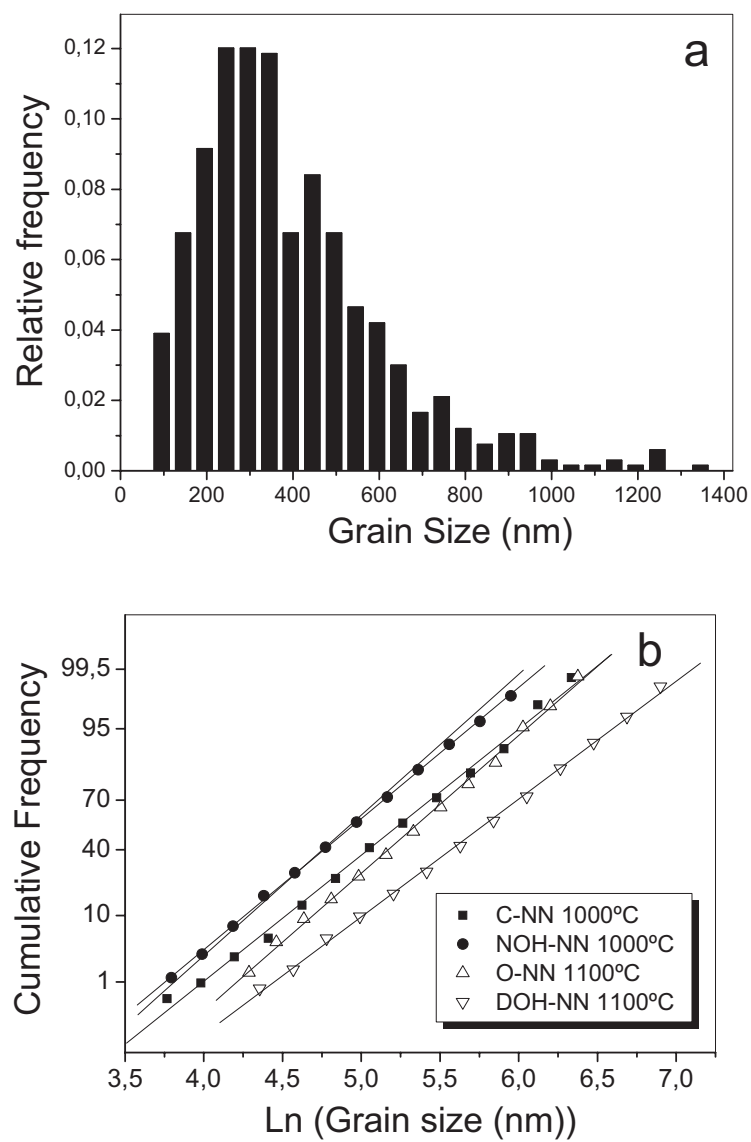 a
0,12
0,10
0,08
0,06
0,04
0,02
0,00
Relative frequency
0 200 400 600 800 1000 1200 1400
Grain Size (nm)
b
99,5
95
70
40
10
1
Cumulative Frequency
C-NN 1000ºC
NOH-NN 1000ºC
O-NN 1100ºC
DOH-NN 1100ºC
3,5 4,0 4,5 5,0 5,5 6,0 6,5 7,0
Ln (Grain size (nm))